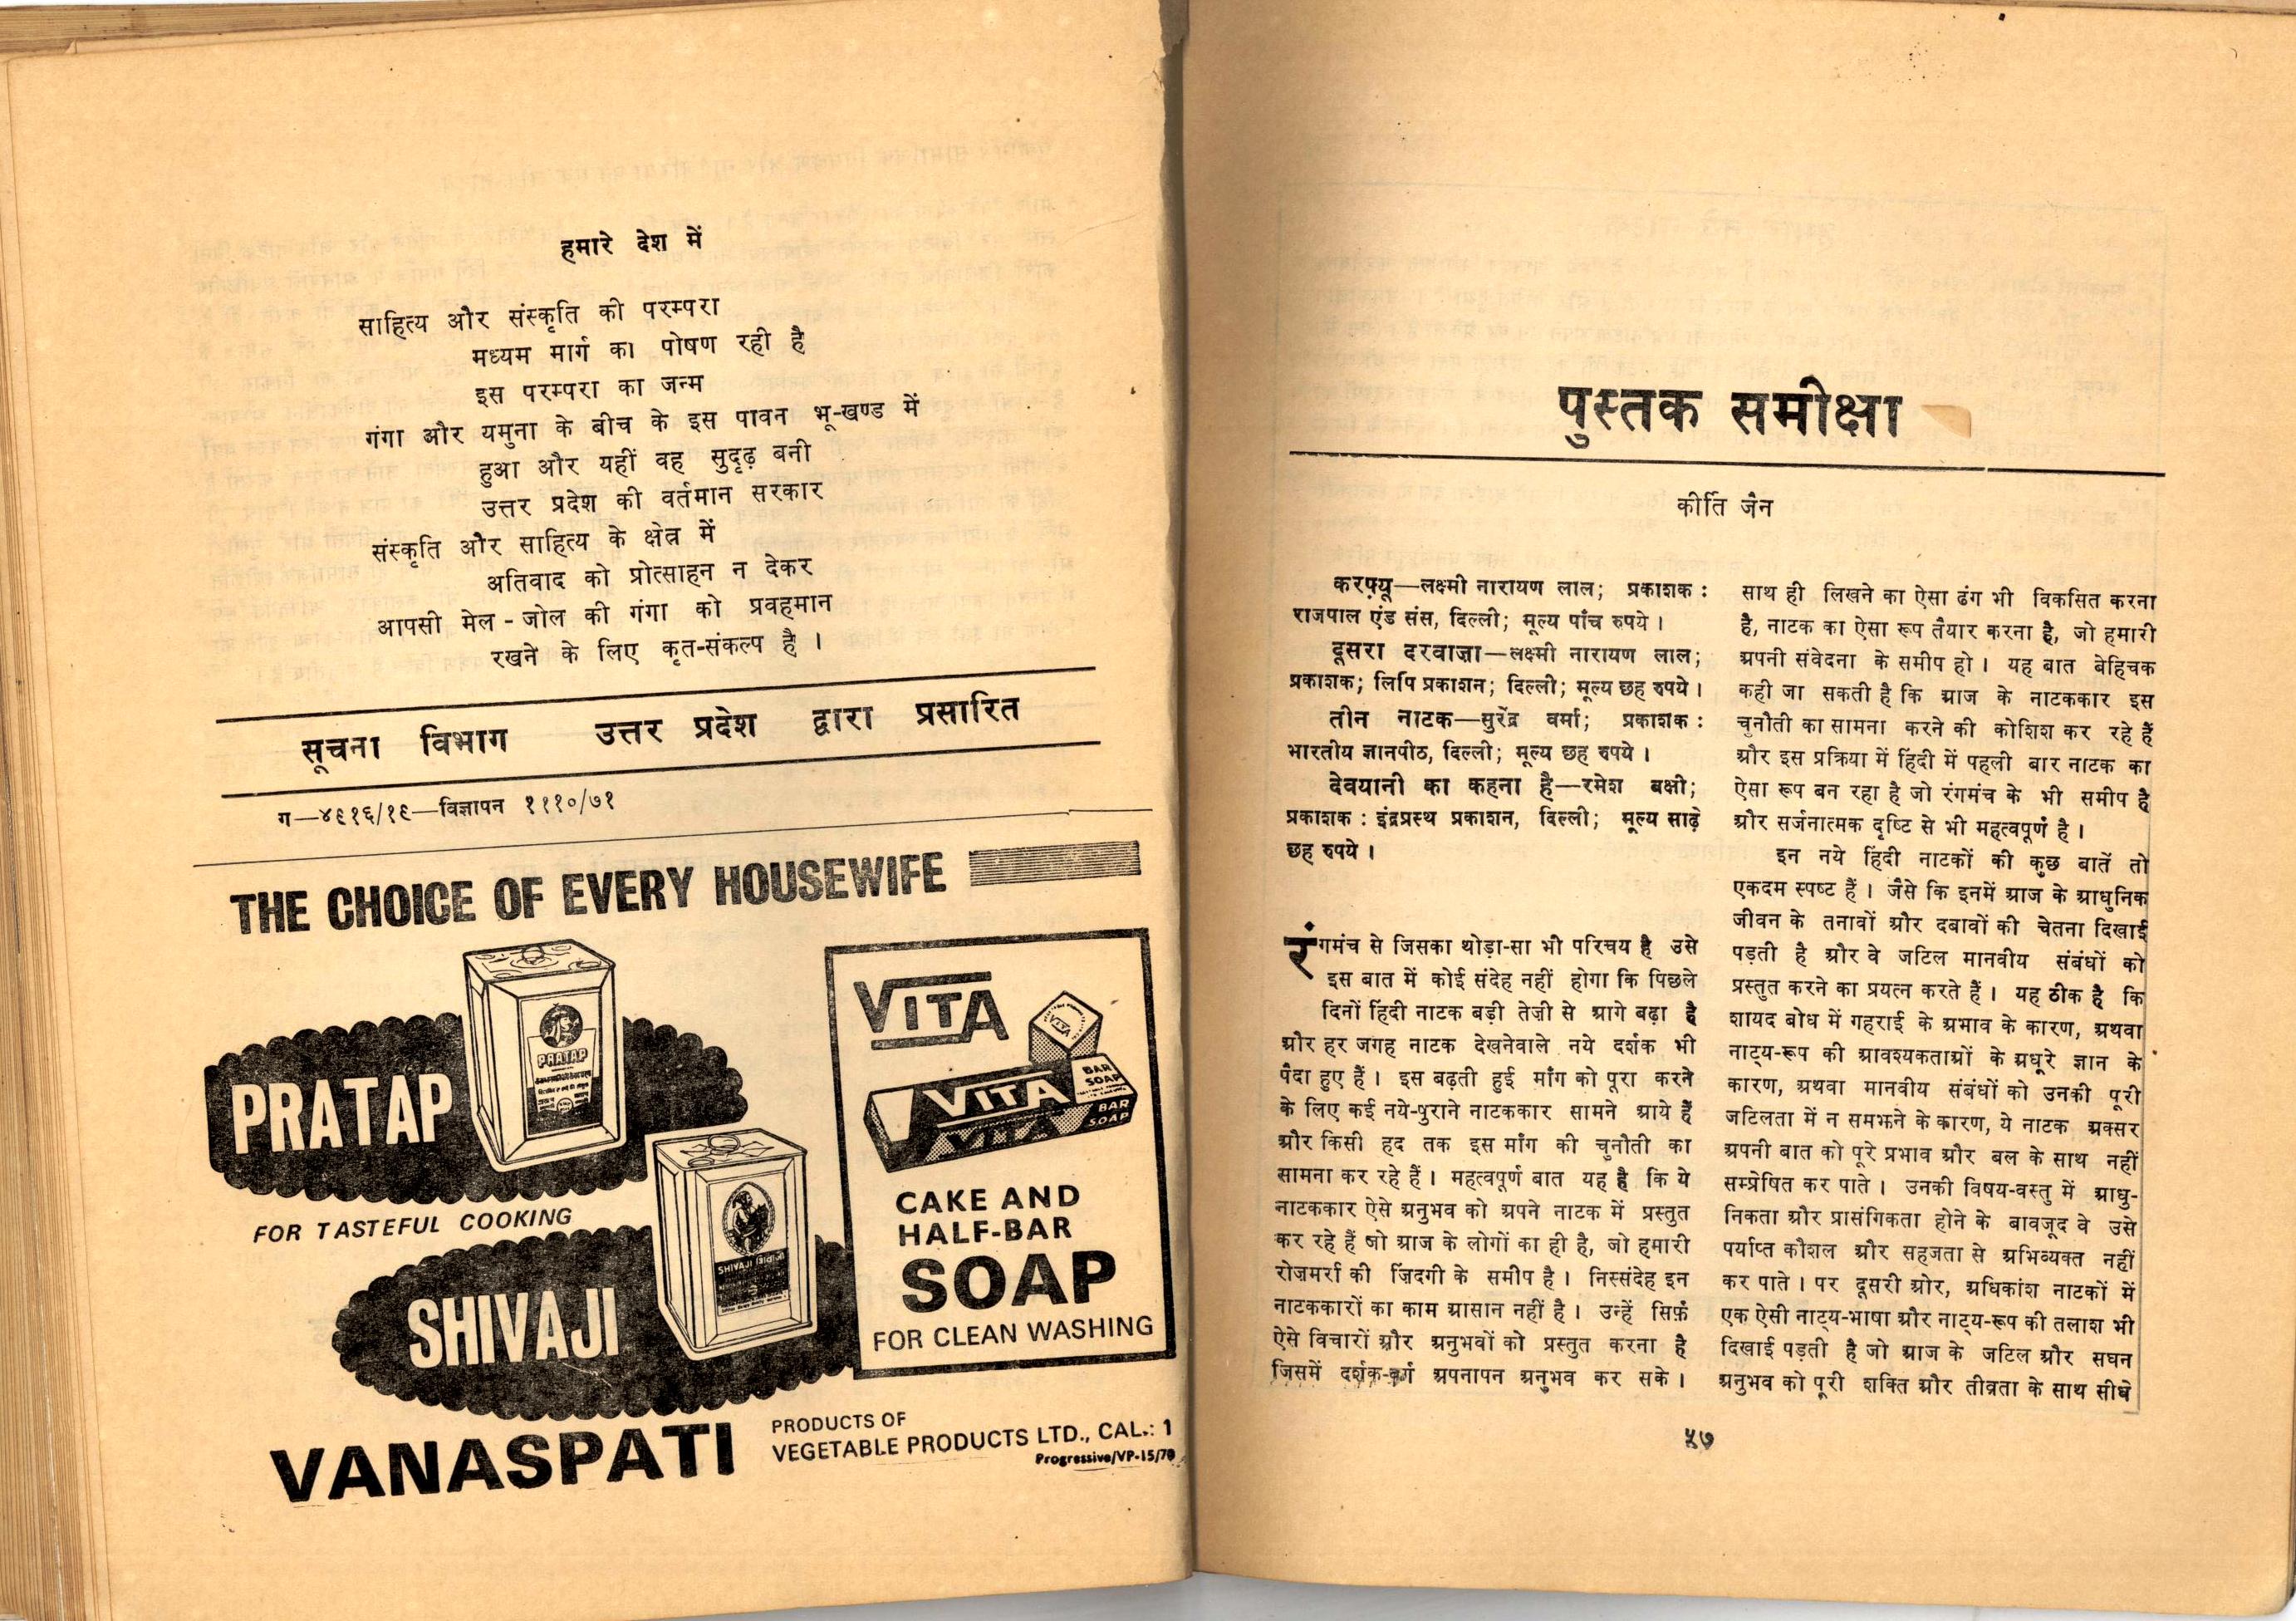 हमारे देश में
साहित्य और संस्कृति की परम्परा
मध्यम मार्ग का पोषण रही है
इस परम्परा का जन्म
गंगा और यमुना के बीच के इस पावन भू-खण्ड में
हुआ और यहीं वह सुदृढ़ बनी
उत्तर प्रदेश की वर्तमान सरकार
संस्कृति और साहित्य के क्षेत्र में
अतिवाद को प्रोत्साहन न देकर
आपसी मेल-जोल की गंगा को प्रवहमान
रखने के लिए कृत-संकल्प है ।
सूचना विभाग उत्तर प्रदेश द्वारा प्रसारित
ग—४९१६/१९—विज्ञापन १११०/७१
THE CHOICE OF EVERY HOUSEWIFE
PRATAP
PRATAP
FOR TASTEFUL COOKING
SHIVAJI
SHIVAJI
VANASPATI
VITA
VITA
VITA
BAR SOAP
VITA
BAR SOAP
CAKE AND
HALF-BAR
SOAP
FOR CLEAN WASHING
PRODUCTS OF
VEGETABLE PRODUCTS LTD., CAL.: 1
Progressive/VP-15/70
पुस्तक समीक्षा
कीर्ति जैन
करफ्यू—लक्ष्मी नारायण लाल; प्रकाशक :
राजपाल एंड संस, दिल्ली; मूल्य पाँच रुपये ।
दूसरा दरवाज़ा—लक्ष्मी नारायण लाल;
प्रकाशक; लिपि प्रकाशन; दिल्ली; मूल्य छह रुपये ।
तीन नाटक—सुरेंद्र वर्मा; प्रकाशक :
भारतीय ज्ञानपीठ, दिल्ली; मूल्य छह रुपये ।
देवयानी का कहना है—रमेश बक्षी;
प्रकाशक : इंद्रप्रस्थ प्रकाशन, दिल्ली; मूल्य साढ़े
छह रुपये ।
रंगमंच से जिसका थोड़ा-सा भी परिचय है उसे
इस बात में कोई संदेह नहीं होगा कि पिछले
दिनों हिंदी नाटक बड़ी तेज़ी से आगे बढ़ा है
और हर जगह नाटक देखनेवाले नये दर्शक भी
पैदा हुए हैं । इस बढ़ती हुई माँग को पूरा करने
के लिए कई नये-पुराने नाटककार सामने आये हैं
और किसी हद तक इस माँग की चुनौती का
सामना कर रहे हैं । महत्वपूर्ण बात यह है कि ये
नाटककार ऐसे अनुभव को अपने नाटक में प्रस्तुत
कर रहे हैं जो आज के लोगों का ही है, जो हमारी
रोज़मर्रा की ज़िंदगी के समीप है । निस्संदेह इन
नाटककारों का काम आसान नहीं है । उन्हें सिर्फ़
ऐसे विचारों और अनुभवों को प्रस्तुत करना है
जिसमें दर्शक-वर्ग अपनापन अनुभव कर सके ।
साथ ही लिखने का ऐसा ढंग भी विकसित करना
है, नाटक का ऐसा रूप तैयार करना है, जो हमारी
अपनी संवेदना के समीप हो । यह बात बेहिचक
कही जा सकती है कि आज के नाटककार इस
चुनौती का सामना करने की कोशिश कर रहे हैं
और इस प्रक्रिया में हिंदी में पहली बार नाटक का
ऐसा रूप बन रहा है जो रंगमंच के भी समीप है
और सर्जनात्मक दृष्टि से भी महत्वपूर्ण है ।
इन नये हिंदी नाटकों की कुछ बातें तो
एकदम स्पष्ट हैं । जैसे कि इनमें आज के आधुनिक
जीवन के तनावों और दबावों की चेतना दिखाई
पड़ती है और वे जटिल मानवीय संबंधों को
प्रस्तुत करने का प्रयत्न करते हैं । यह ठीक है कि
शायद बोध में गहराई के अभाव के कारण, अथवा
नाट्य-रूप की आवश्यकताओं के अधूरे ज्ञान के
कारण, अथवा मानवीय संबंधों को उनकी पूरी
जटिलता में न समझने के कारण, ये नाटक अक्सर
अपनी बात को पूरे प्रभाव और बल के साथ नहीं
सम्प्रेषित कर पाते । उनकी विषय-वस्तु में आधु-
निकता और प्रासंगिकता होने के बावजूद वे उसे
पर्याप्त कौशल और सहजता से अभिव्यक्त नहीं
कर पाते । पर दूसरी ओर, अधिकांश नाटकों में
एक ऐसी नाट्य-भाषा और नाट्य-रूप की तलाश भी
दिखाई पड़ती है जो आज के जटिल और सघन
अनुभव को पूरी शक्ति और तीव्रता के साथ सीधे
५७